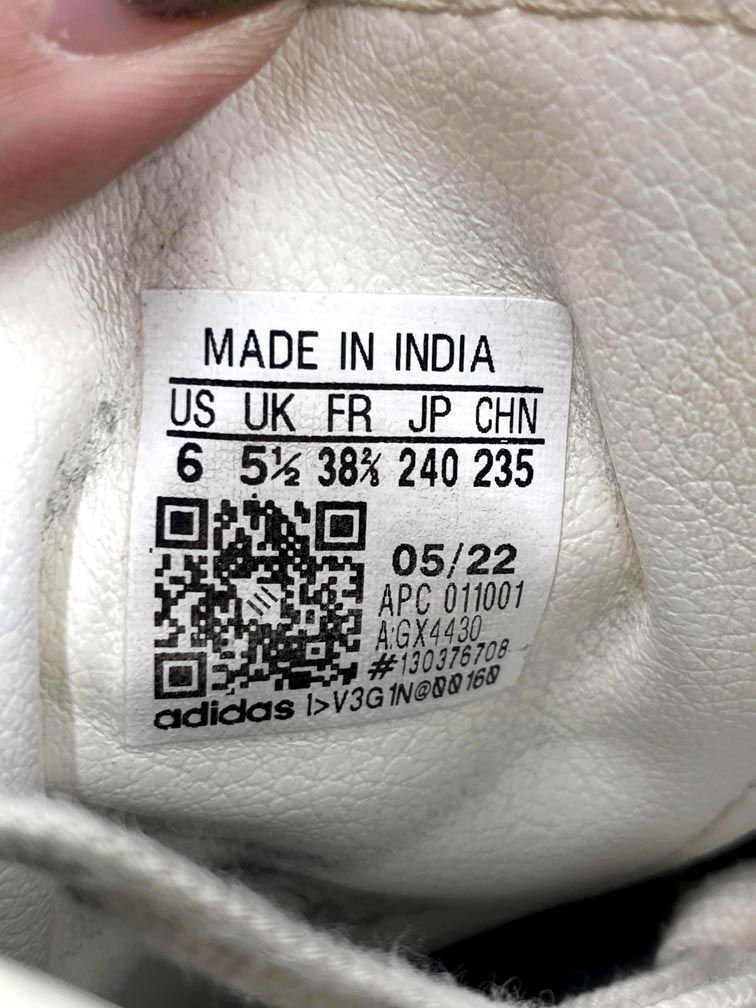 MADE IN INDIA
US UK FR JP CHN
6 5½ 38⅔ 240 235
05/22
APC 011001
A:GX4430
#130376708
adidas 1>V3G1N@00160